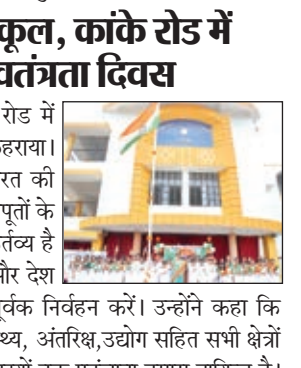 कूल, कांके रोड में
वतंत्रता दिवस
रोड में
हराया।
रत की
पूतों के
र्तव्य है
और देश
र्वक निर्वहन करें। उन्होंने कहा कि
थ्य, अंतरिक्ष,उद्योग सहित सभी क्षेत्रों